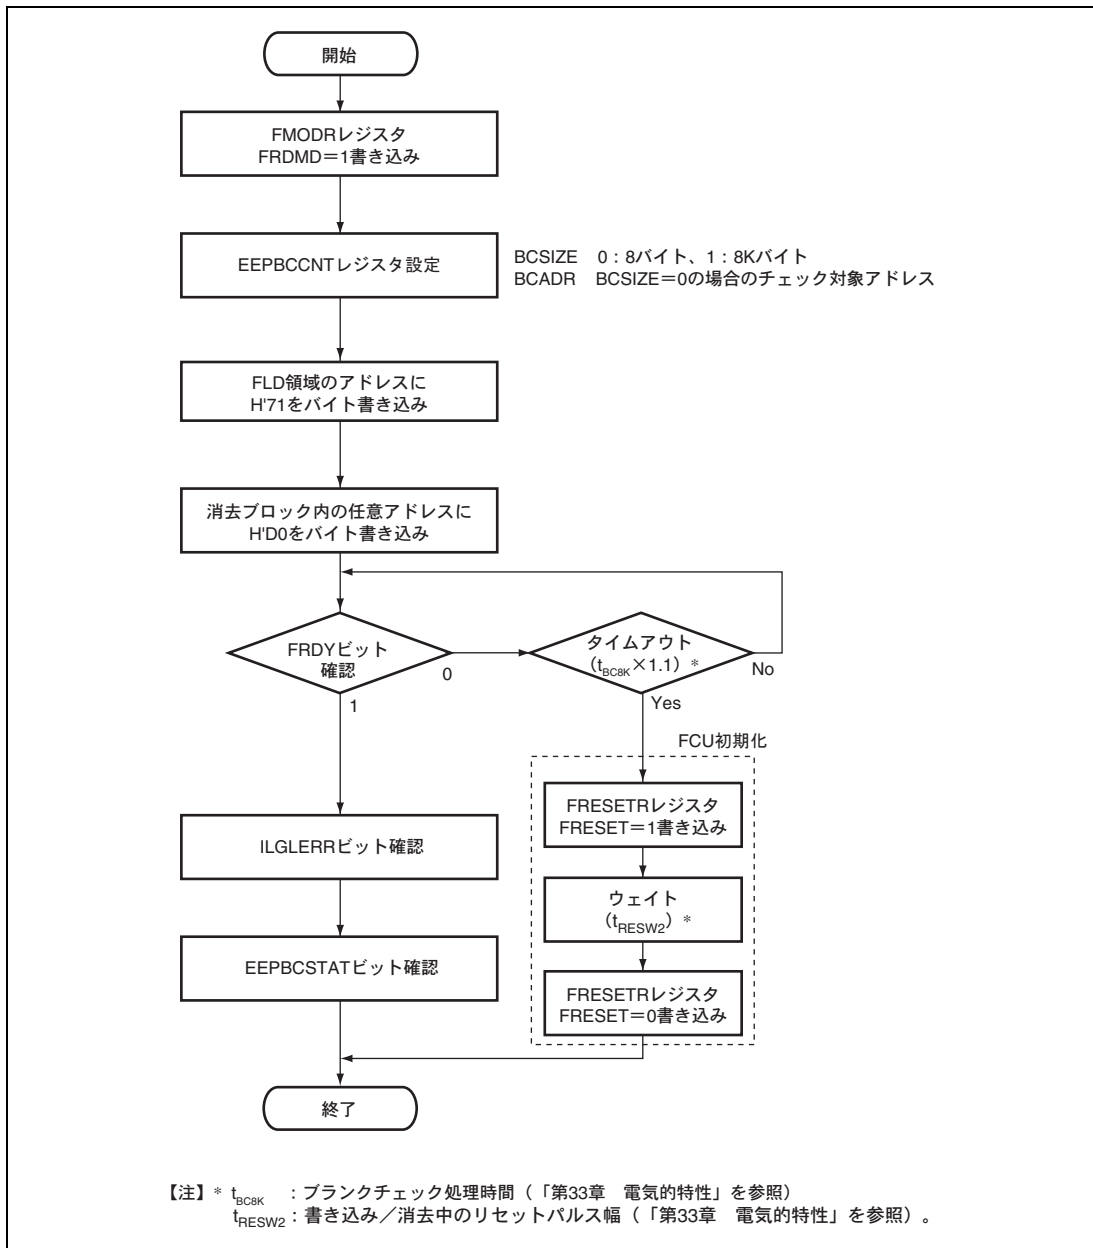 開始
FMODRレジスタ
FRDMD＝1書き込み
EEPBCCNTレジスタ設定
BCSIZE　0：8バイト、1：8Kバイト
BCADR　BCSIZE＝0の場合のチェック対象アドレス
FLD領域のアドレスに
H'71をバイト書き込み
消去ブロック内の任意アドレスに
H'D0をバイト書き込み
FRDYビット
確認
0
1
タイムアウト
（tBC8K×1.1）＊
No
Yes
FCU初期化
FRESETRレジスタ
FRESET＝1書き込み
ウェイト
（tRESW2）＊
FRESETRレジスタ
FRESET＝0書き込み
ILGLERRビット確認
EEPBCSTATビット確認
終了
【注】＊ tBC8K　：ブランクチェック処理時間（「第33章　電気的特性」を参照）
tRESW2：書き込み／消去中のリセットパルス幅（「第33章　電気的特性」を参照）。